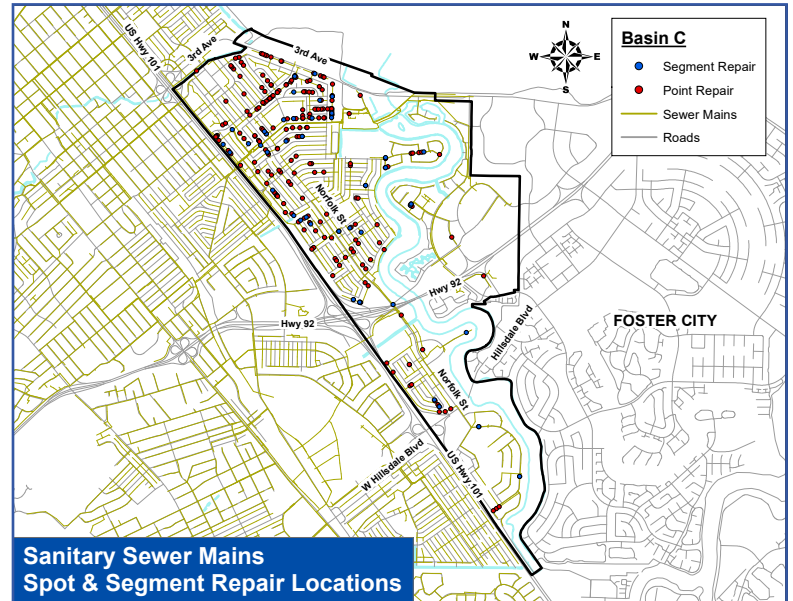 US Hwy 101
3rd Ave
3rd Ave
N
W E
S
Basin C
Segment Repair
Point Repair
Sewer Mains
Roads
Norfolk St
Hwy 92
Hwy 92
Hillsdale Blvd
FOSTER CITY
Norfolk St
W Hillsdale Blvd
US Hwy 101
Sanitary Sewer Mains
Spot & Segment Repair Locations